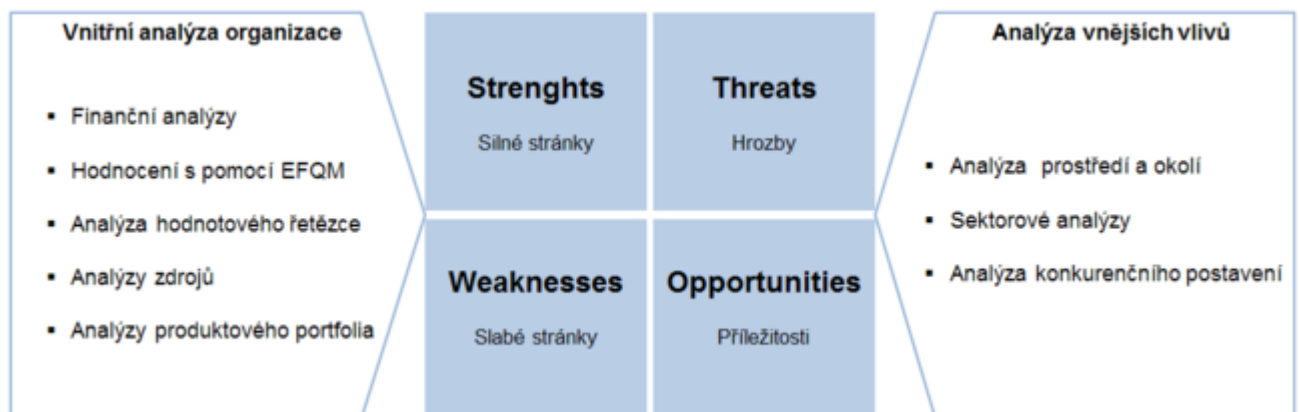 Vnitřní analýza organizace
▪ Finanční analýzy
▪ Hodnocení s pomocí EFQM
▪ Analýza hodnotového řetězce
▪ Analýzy zdrojů
▪ Analýzy produktového portfolia
Strenghts
Silné stránky
Threats
Hrozby
Weaknesses
Slabé stránky
Opportunities
Příležitosti
Analýza vnějších vlivů
▪ Analýza prostředí a okolí
▪ Sektorové analýzy
▪ Analýza konkurenčního postavení